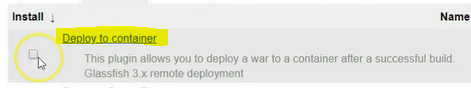 Install ↓ Name
Deploy to container
This plugin allows you to deploy a war to a container after a successful build.
Glassfish 3.x remote deployment